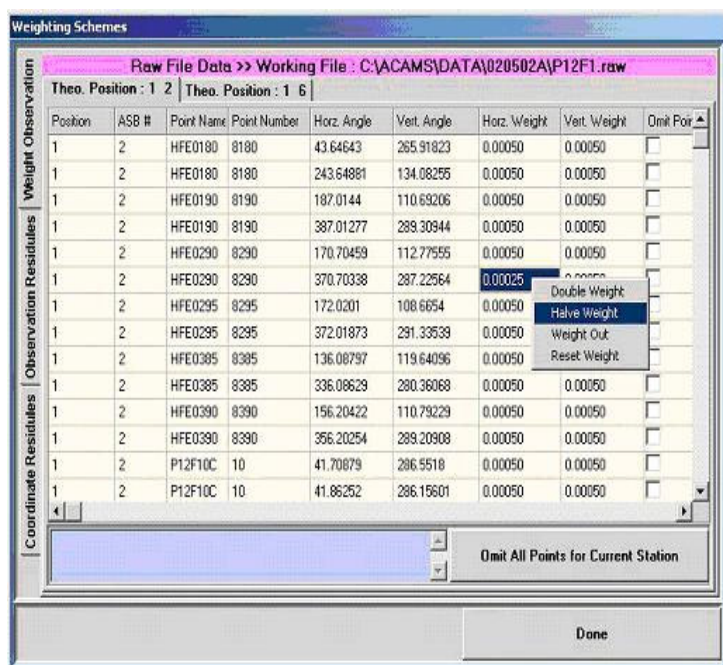 Weighting Schemes
Raw File Data >> Working File : C:\ACAMS\DATA\020502A\P12F1.raw
Theo. Position : 1 2 Theo. Position : 1 6
Weight Observation
Observation Residules
Coordinate Residules
Position ASB # Point Name Point Number Horz. Angle Vert. Angle Horz. Weight Vert. Weight Omit Poin
1 2 HFE0180 8180 43.64643 265.91823 0.00050 0.00050
1 2 HFE0180 8180 243.64881 134.08255 0.00050 0.00050
1 2 HFE0190 8190 187.0144 110.69206 0.00050 0.00050
1 2 HFE0190 8190 387.01277 289.30944 0.00050 0.00050
1 2 HFE0290 8290 170.70459 112.77555 0.00050 0.00050
1 2 HFE0290 8290 370.70338 287.22564 0.00025
1 2 HFE0295 8295 172.0201 108.6654 0.00050
1 2 HFE0295 8295 372.01873 291.33539 0.00050
1 2 HFE0385 8385 136.08797 119.64096 0.00050
1 2 HFE0385 8385 336.08629 280.36068 0.00050 0.00050
1 2 HFE0390 8390 156.20422 110.79229 0.00050 0.00050
1 2 HFE0390 8390 356.20254 289.20908 0.00050 0.00050
1 2 P12F10C 10 41.70879 286.5518 0.00050 0.00050
1 2 P12F10C 10 41.86252 286.15601 0.00050 0.00050
Double Weight
Halve Weight
Weight Out
Reset Weight
Omit All Points for Current Station
Done